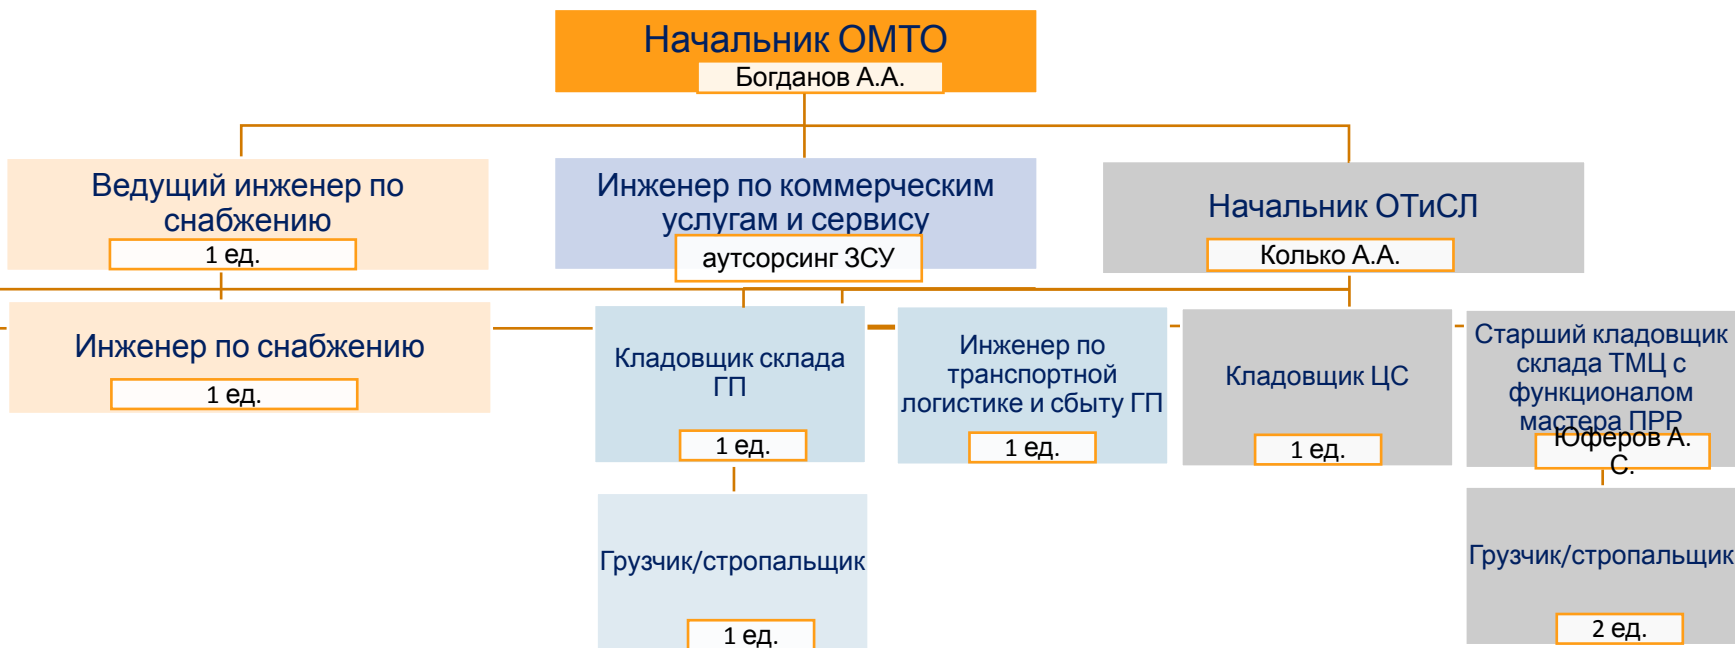 Начальник ОМТО
Богданов А.А.
Ведущий инженер по
снабжению
1 ед.
Инженер по коммерческим
услугам и сервису
аутсорсинг ЗСУ
Начальник ОТиСЛ
Колько А.А.
Инженер по снабжению
1 ед.
Кладовщик склада
ГП
1 ед.
Инженер по
транспортной
логистике и сбыту ГП
1 ед.
Кладовщик ЦС
1 ед.
Старший кладовщик
склада ТМЦ с
функционалом
мастера ПРР
Юферов А.
С.
Грузчик/стропальщик
1 ед.
Грузчик/стропальщик
2 ед.